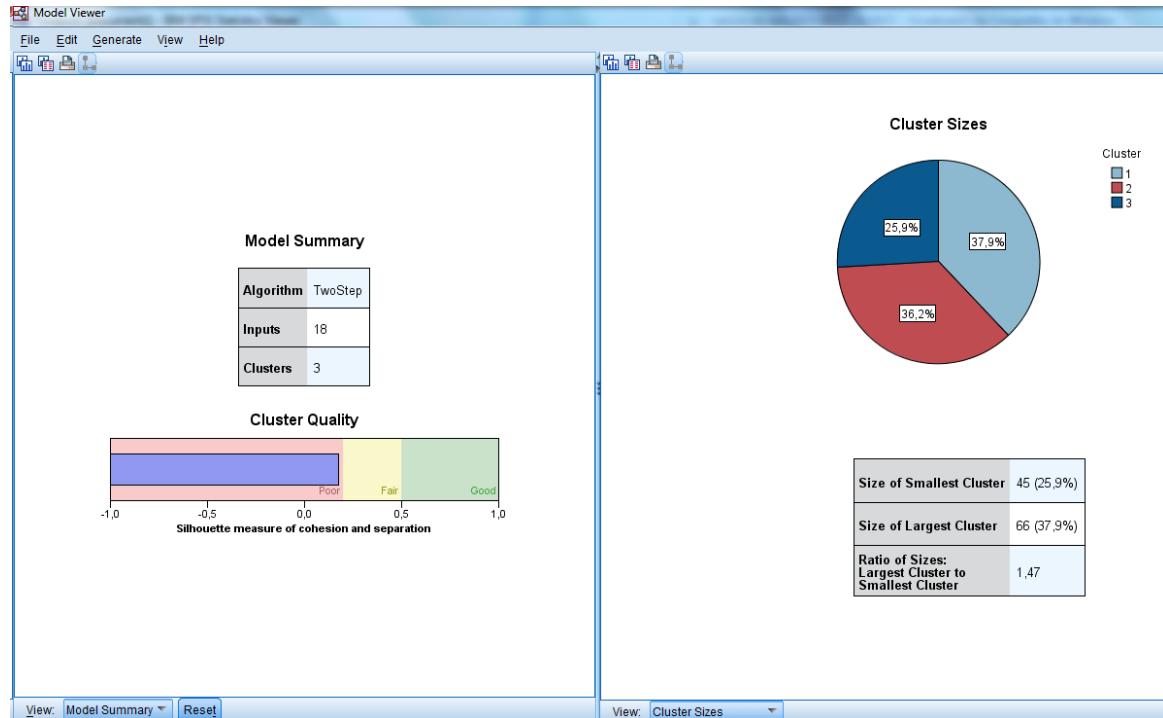 Model Viewer
File Edit Generate View Help
Model Summary
Algorithm TwoStep
Inputs 18
Clusters 3
Cluster Quality
Poor Fair Good
-1,0 -0,5 0,0 0,5 1,0
Silhouette measure of cohesion and separation
View: Model Summary Reset
Cluster Sizes
Cluster
1
2
3
25,9%
37,9%
36,2%
Size of Smallest Cluster 45 (25,9%)
Size of Largest Cluster 66 (37,9%)
Ratio of Sizes:
Largest Cluster to
Smallest Cluster 1,47
View: Cluster Sizes